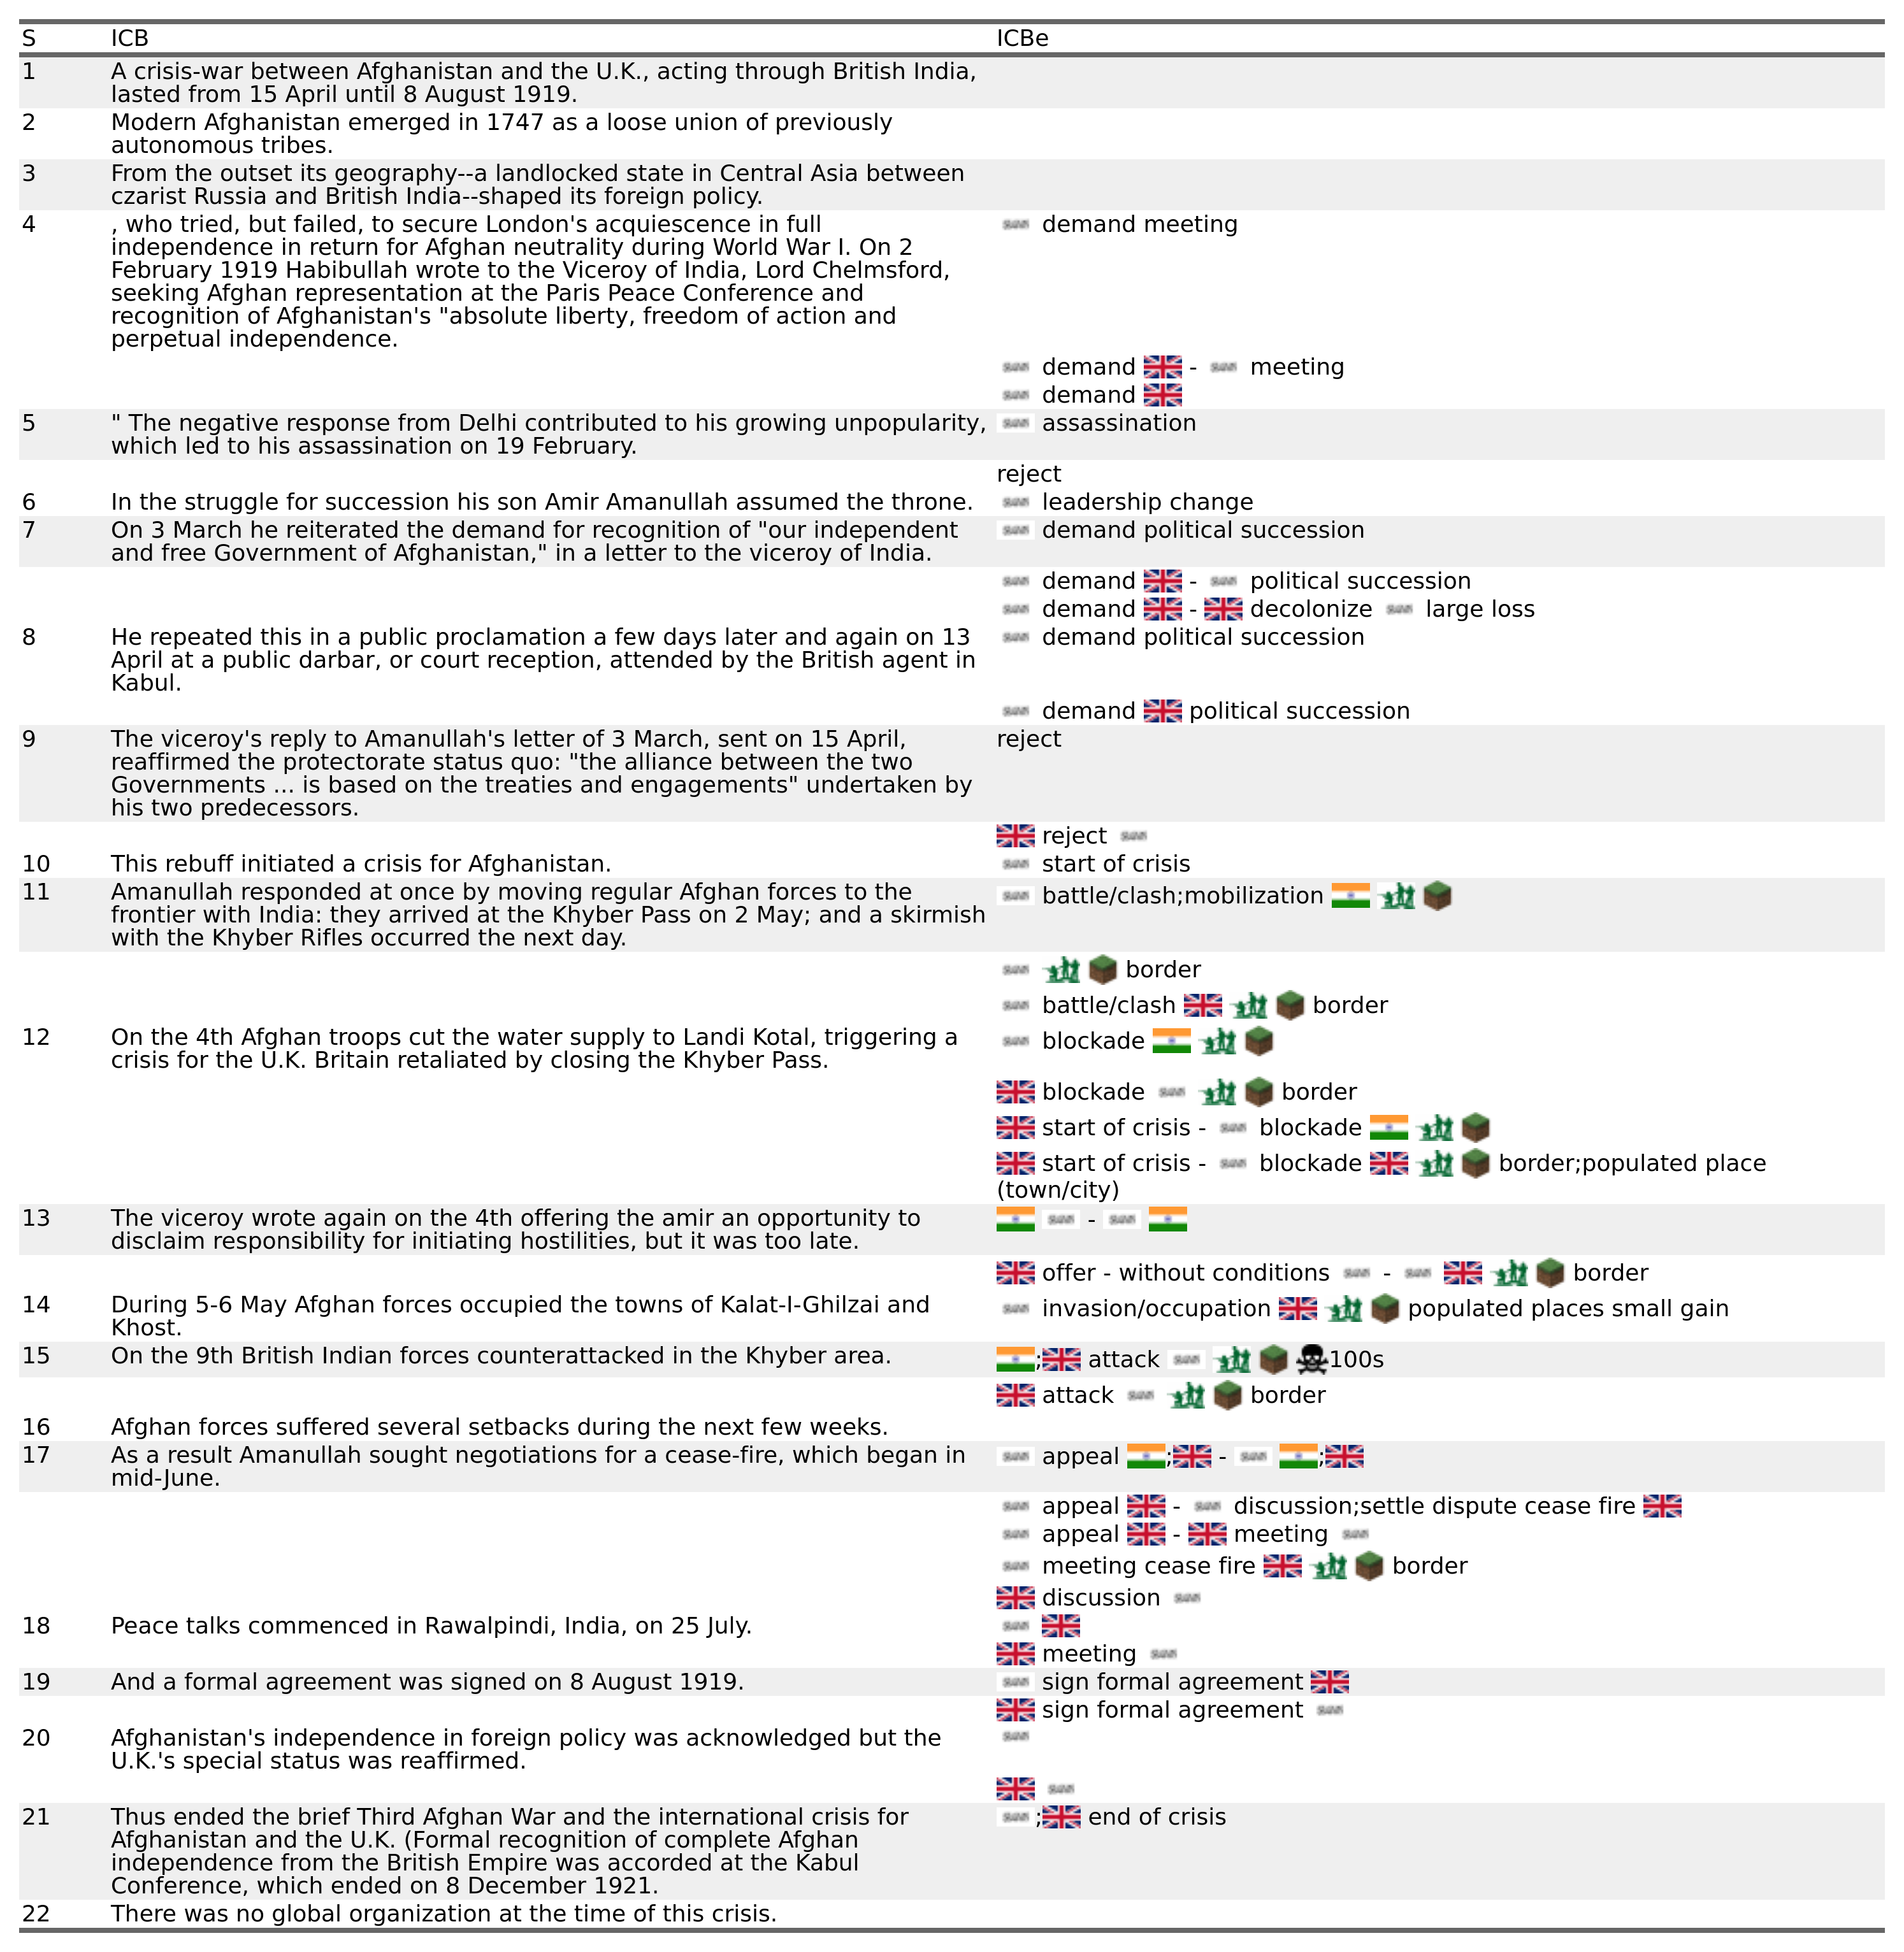 S ICB ICBe
1 A crisis-war between Afghanistan and the U.K., acting through British India,
lasted from 15 April until 8 August 1919.
2 Modern Afghanistan emerged in 1747 as a loose union of previously
autonomous tribes.
3 From the outset its geography--a landlocked state in Central Asia between
czarist Russia and British India--shaped its foreign policy.
4 , who tried, but failed, to secure London's acquiescence in full demand meeting
independence in return for Afghan neutrality during World War I. On 2
February 1919 Habibullah wrote to the Viceroy of India, Lord Chelmsford,
seeking Afghan representation at the Paris Peace Conference and
recognition of Afghanistan's "absolute liberty, freedom of action and
perpetual independence.
demand - meeting
demand
5 " The negative response from Delhi contributed to his growing unpopularity, assassination
which led to his assassination on 19 February.
reject
6 In the struggle for succession his son Amir Amanullah assumed the throne. leadership change
7 On 3 March he reiterated the demand for recognition of "our independent demand political succession
and free Government of Afghanistan," in a letter to the viceroy of India.
demand - political succession
demand - decolonize large loss
8 He repeated this in a public proclamation a few days later and again on 13 demand political succession
April at a public darbar, or court reception, attended by the British agent in
Kabul.
demand political succession
9 The viceroy's reply to Amanullah's letter of 3 March, sent on 15 April, reject
reaffirmed the protectorate status quo: "the alliance between the two
Governments ... is based on the treaties and engagements" undertaken by
his two predecessors.
reject
10 This rebuff initiated a crisis for Afghanistan. start of crisis
11 Amanullah responded at once by moving regular Afghan forces to the battle/clash;mobilization
frontier with India: they arrived at the Khyber Pass on 2 May; and a skirmish
with the Khyber Rifles occurred the next day.
border
battle/clash border
12 On the 4th Afghan troops cut the water supply to Landi Kotal, triggering a blockade
crisis for the U.K. Britain retaliated by closing the Khyber Pass.
blockade border
start of crisis - blockade
start of crisis - blockade border;populated place
(town/city)
13 The viceroy wrote again on the 4th offering the amir an opportunity to -
disclaim responsibility for initiating hostilities, but it was too late.
offer - without conditions - border
14 During 5-6 May Afghan forces occupied the towns of Kalat-I-Ghilzai and invasion/occupation populated places small gain
Khost.
15 On the 9th British Indian forces counterattacked in the Khyber area. ; attack 100s
attack border
16 Afghan forces suffered several setbacks during the next few weeks.
17 As a result Amanullah sought negotiations for a cease-fire, which began in appeal ; - ;
mid-June.
appeal - discussion;settle dispute cease fire
appeal - meeting
meeting cease fire border
discussion
18 Peace talks commenced in Rawalpindi, India, on 25 July.
meeting
19 And a formal agreement was signed on 8 August 1919. sign formal agreement
sign formal agreement
20 Afghanistan's independence in foreign policy was acknowledged but the
U.K.'s special status was reaffirmed.
21 Thus ended the brief Third Afghan War and the international crisis for ; end of crisis
Afghanistan and the U.K. (Formal recognition of complete Afghan
independence from the British Empire was accorded at the Kabul
Conference, which ended on 8 December 1921.
22 There was no global organization at the time of this crisis.